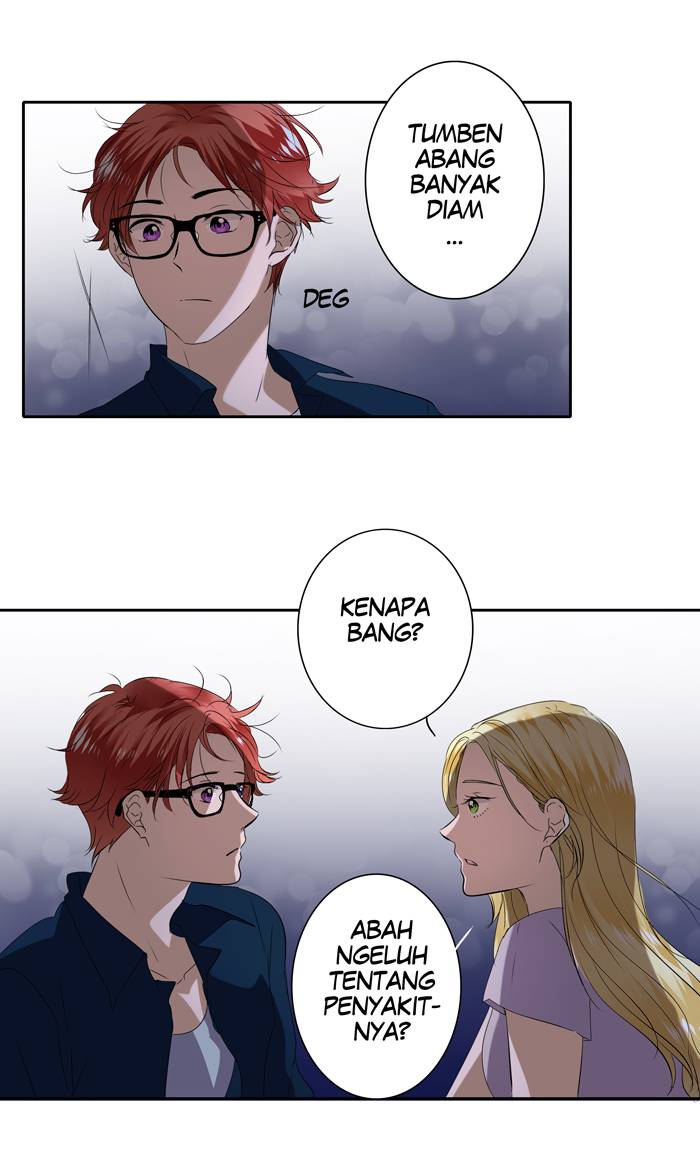 TUMBEN
ABANG
BANYAK
DIAM
...
DEG
KENAPA
BANG?
ABAH
NGELUH
TENTANG
PENYAKIT-
NYA?